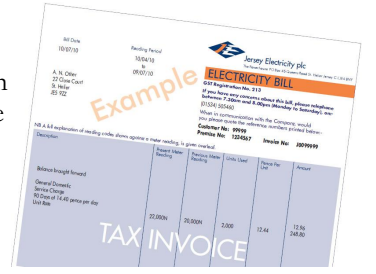 Bill Date
10/07/10
Reading Period
10/04/10
to
09/07/10
A. N. Other
22 Close Court
St. Helier
JE5 9ZZ
Example
Jersey Electricity plc
ELECTRICITY BILL
GST Registration No. 213
If you have any concerns about this bill, please telephone
between 7.30am and 8.00pm (Monday to Saturday), on:
(01534) 505460
When in communication with the Company would
you please quote the reference numbers printed below:
Customer No: 99999
Premise No: 1234567
Invoice No: J0099999
NB A full explanation of reading codes shown against a meter reading, is given overleaf.
Description
Present Meter
Reading
Previous Meter
Reading
Units Used
Pence Per
Unit
Amount
Balance brought forward
General Domestic
Service Charge
90 Days at 14.40 pence per day
Unit Rate
22,000N
20,000N
2,000
12.44
12.96
248.80
TAX INVOICE